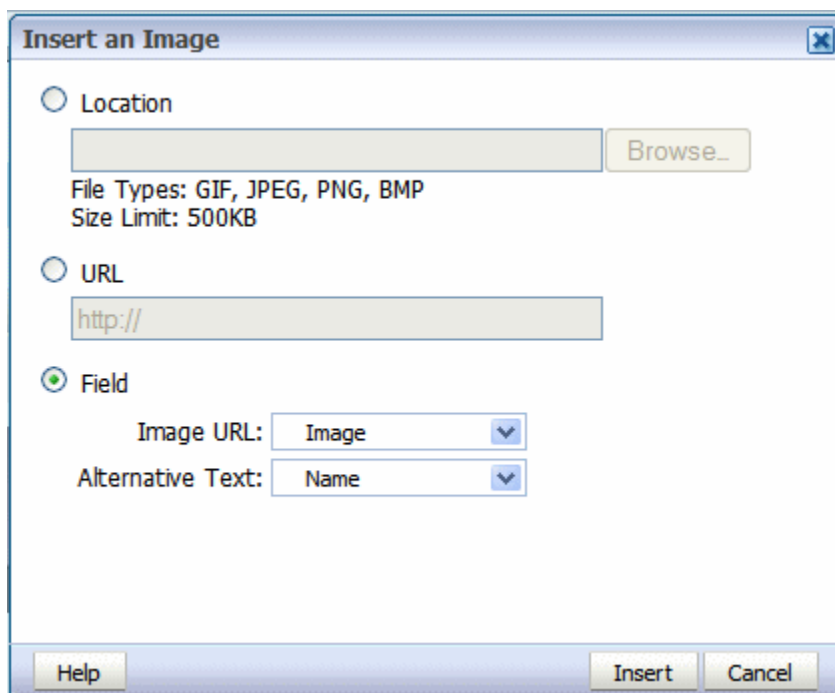 Insert an Image
Location
Browse...
File Types: GIF, JPEG, PNG, BMP
Size Limit: 500KB
URL
http://
Field
Image URL: Image
Alternative Text: Name
Help Insert Cancel